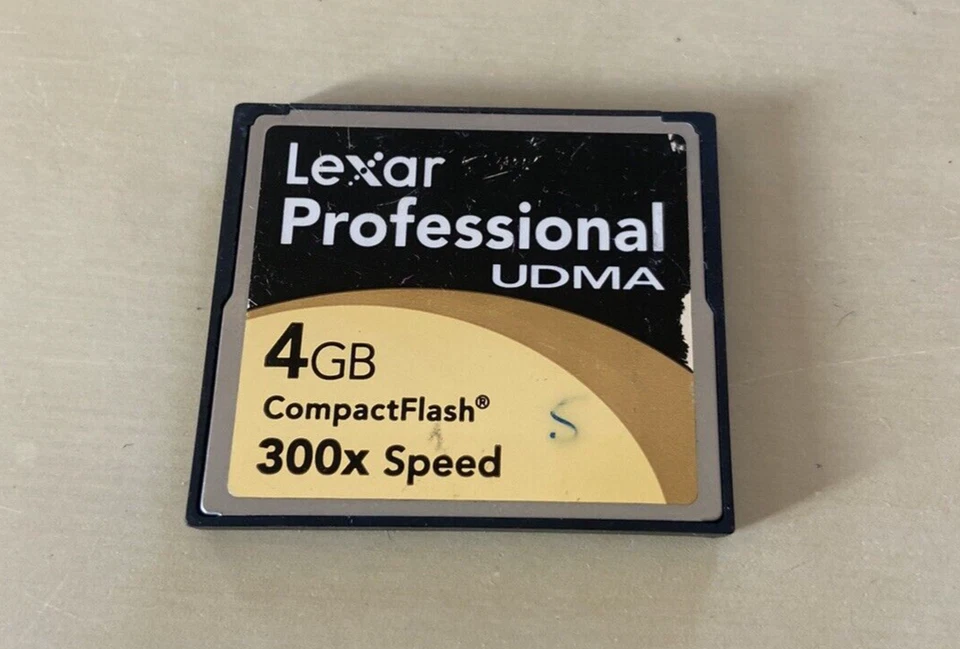 Lexar
Professional
UDMA
4GB
CompactFlash®
300x Speed
S